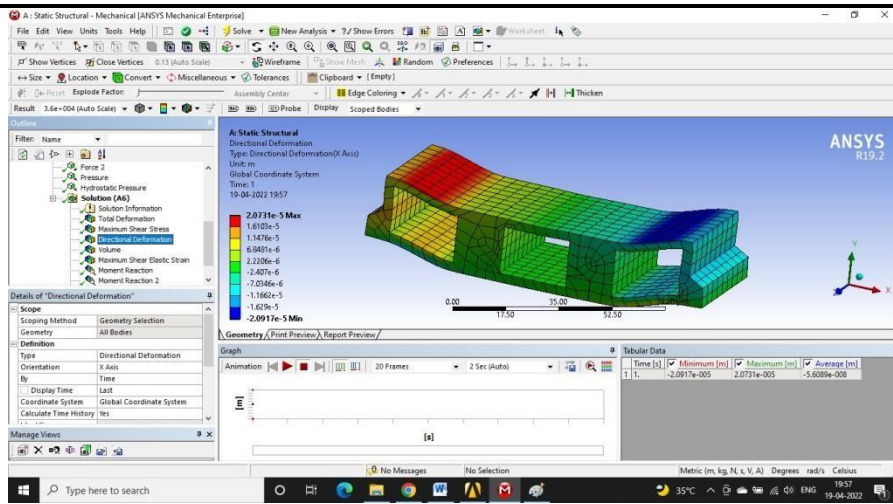 A : Static Structural - Mechanical [ANSYS Mechanical Enterprise]
File Edit View Units Tools Help Solve New Analysis ?/ Show Errors Worksheet
Show Vertices Close Vertices 0.13 (Auto Scale) Wireframe Show Mesh Random Preferences
Size Location Convert Miscellaneous Tolerances Clipboard [Empty]
Reset Explode Factor: Assembly Center Edge Coloring Thicken
Result 3.6e+004 (Auto Scale) Probe Display Scoped Bodies
Outline
Filter: Name
Force 2
Pressure
Hydrostatic Pressure
Solution (A6)
Solution Information
Total Deformation
Maximum Shear Stress
Directional Deformation
Volume
Maximum Shear Elastic Strain
Moment Reaction
Moment Reaction 2
Details of "Directional Deformation"
Scope
Scoping Method Geometry Selection
Geometry All Bodies
Definition
Type Directional Deformation
Orientation X Axis
By Time
Display Time Last
Coordinate System Global Coordinate System
Calculate Time History Yes
Manage Views
A: Static Structural
Directional Deformation
Type: Directional Deformation(X Axis)
Unit: m
Global Coordinate System
Time: 1
19-04-2022 19:57
2.0731e-5 Max
1.6103e-5
1.1476e-5
6.8481e-6
2.2206e-6
-2.407e-6
-7.0346e-6
-1.1662e-5
-1.629e-5
-2.0917e-5 Min
ANSYS
R19.2
0.00 35.00
17.50 52.50
Y
X
Geometry Print Preview Report Preview
Graph
Animation 20 Frames 2 Sec (Auto)
[m]
[s]
Tabular Data
Time [s] Minimum [m] Maximum [m] Average [m]
1 1. -2.0917e-005 2.0731e-005 -5.6089e-008
No Messages No Selection Metric (m, kg, N, s, V, A) Degrees rad/s Celsius
Type here to search
35°C ENG 19:57
19-04-2022